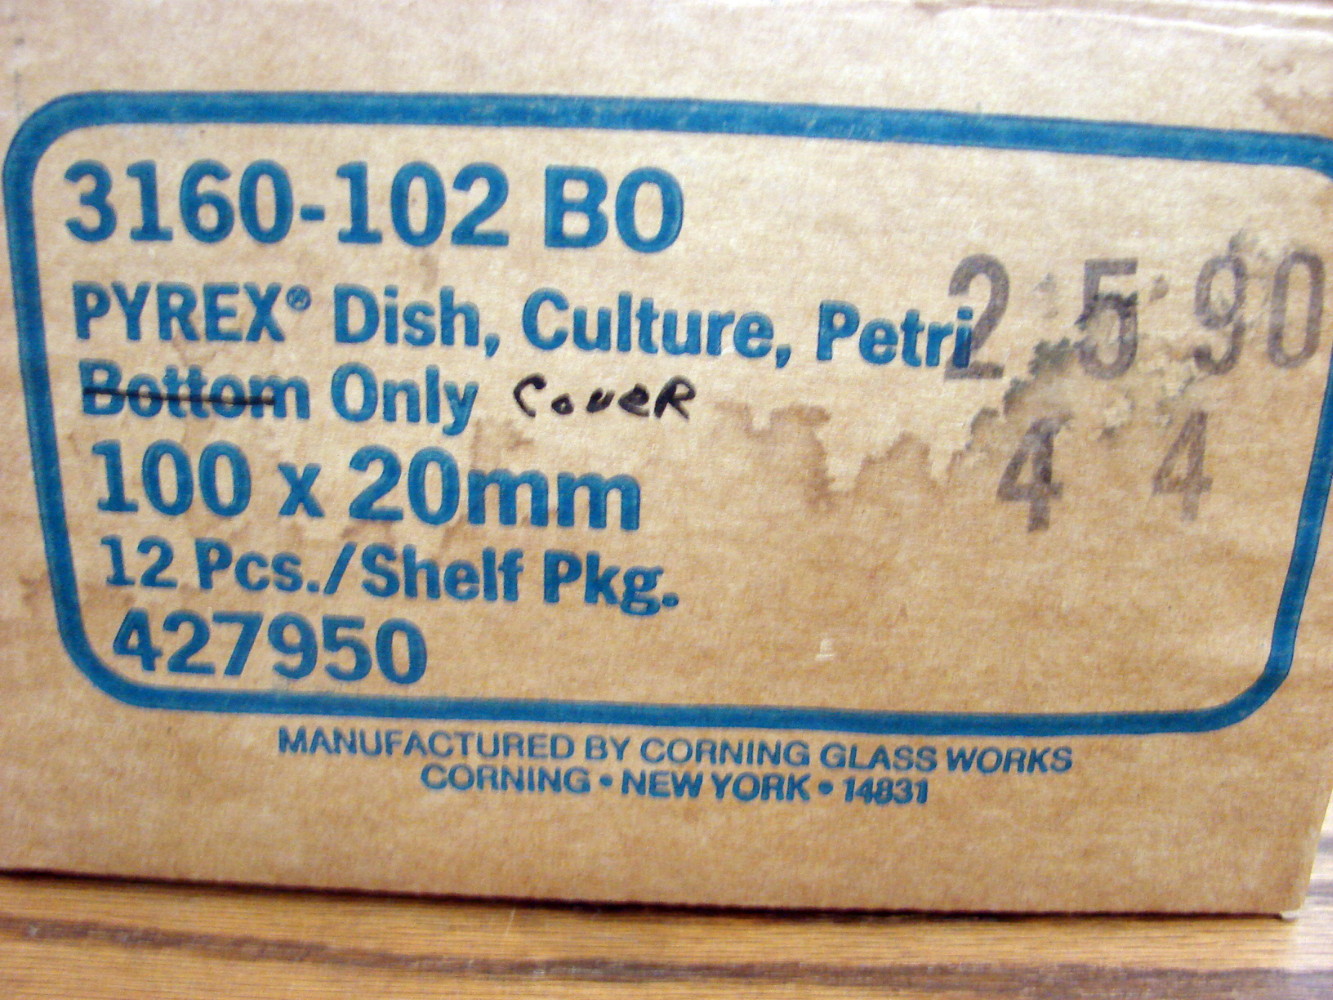 3160-102 BO
PYREX® Dish, Culture, Petri
Bottom Only CoveR
100 x 20mm
12 Pcs./Shelf Pkg.
427950
2 5 90
4 4
MANUFACTURED BY CORNING GLASS WORKS
CORNING • NEW YORK • 14831